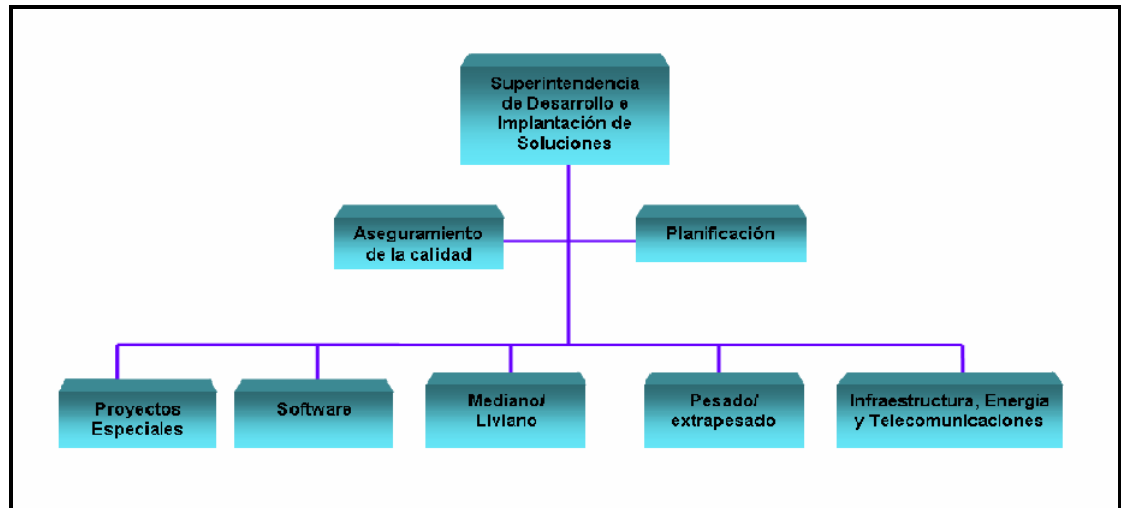 Superintendencia
de Desarrollo e
Implantación de
Soluciones
Aseguramiento
de la calidad
Planificación
Proyectos
Especiales
Software
Mediano/
Liviano
Pesado/
extrapesado
Infraestructura, Energía
y Telecomunicaciones